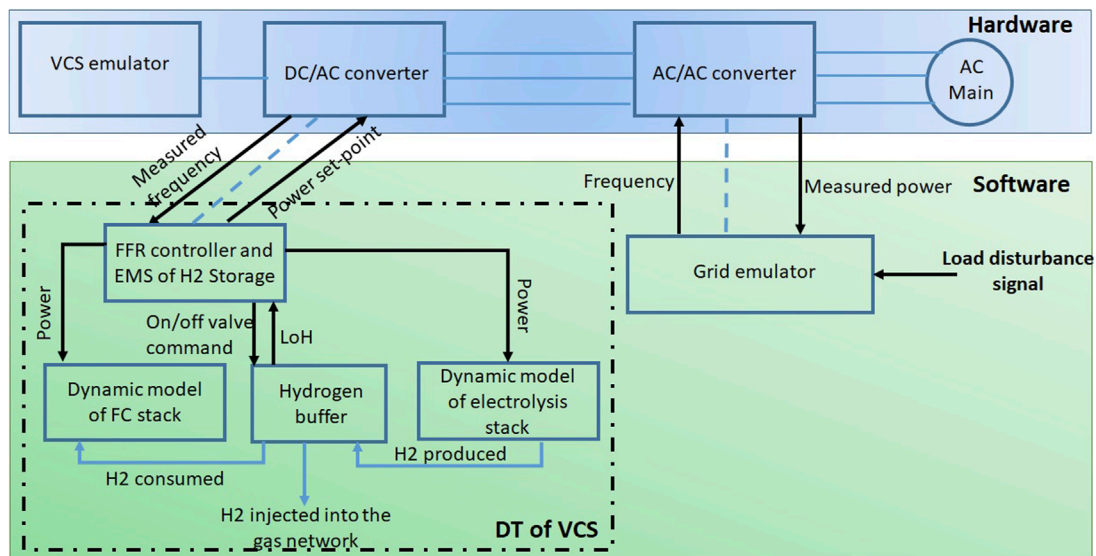 Hardware
VCS emulator
DC/AC converter
AC/AC converter
AC
Main
Measured
frequency
Power set-point
Frequency
Measured power
Software
FFR controller and
EMS of H2 Storage
Grid emulator
Load disturbance
signal
Power
On/off valve
command
LoH
Power
Dynamic model
of FC stack
Hydrogen
buffer
Dynamic model
of electrolysis
stack
H2 consumed
H2 produced
H2 injected into the
gas network
DT of VCS